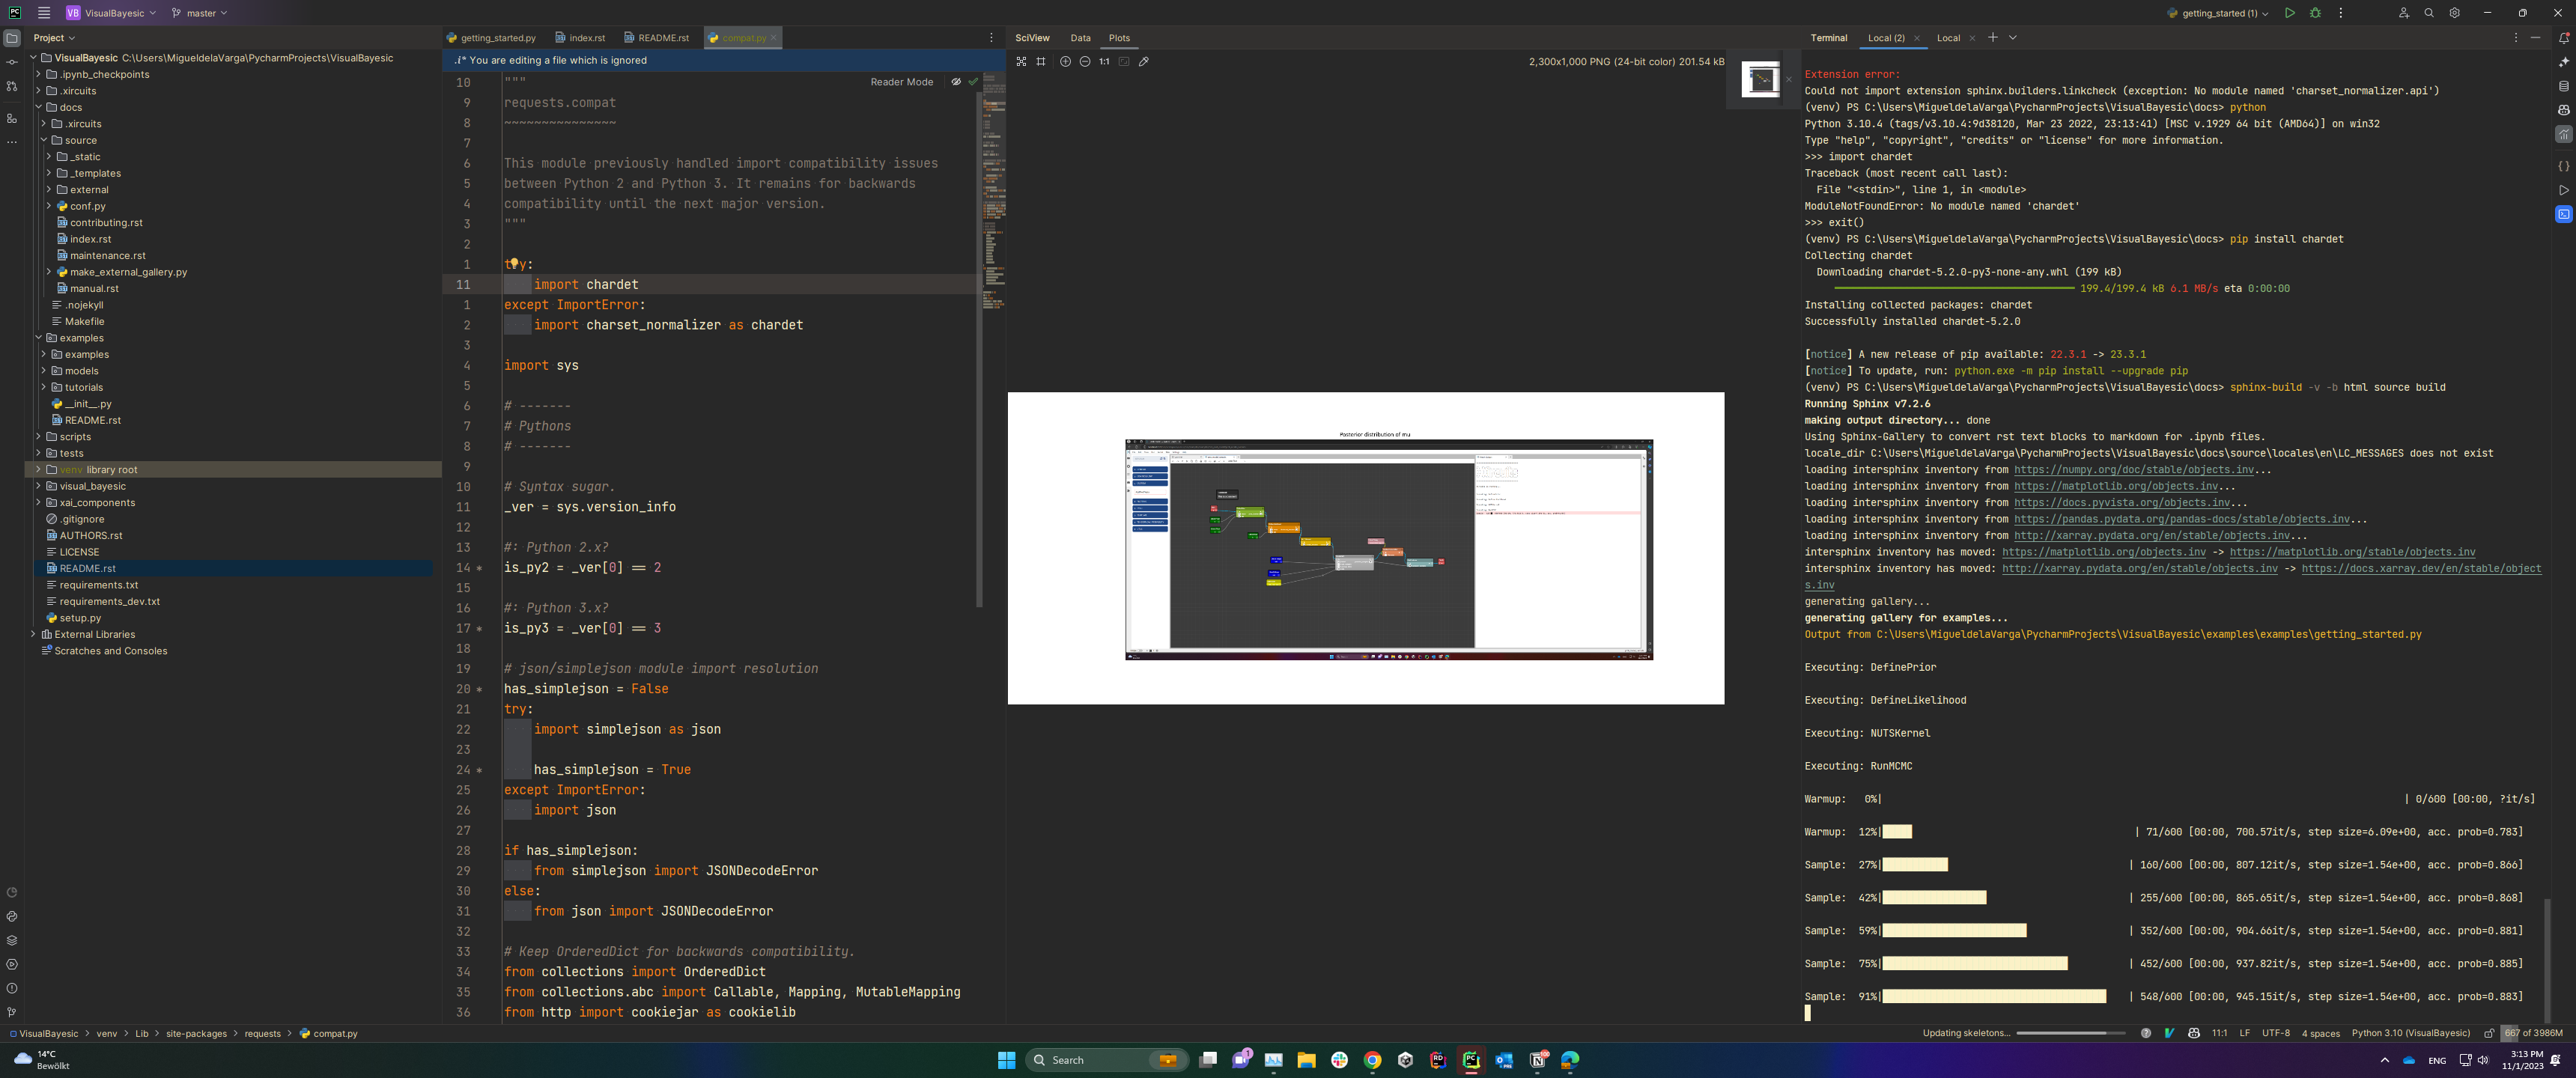 PC
VB VisualBayesic
master
getting_started (1)
Project
VisualBayesic C:\Users\MigueldelaVarga\PycharmProjects\VisualBayesic
.ipynb_checkpoints
.xircuits
docs
.xircuits
source
_static
_templates
external
conf.py
contributing.rst
index.rst
maintenance.rst
make_external_gallery.py
manual.rst
.nojekyll
Makefile
examples
examples
models
tutorials
__init__.py
README.rst
scripts
tests
venv library root
visual_bayesic
xai_components
.gitignore
AUTHORS.rst
LICENSE
README.rst
requirements.txt
requirements_dev.txt
setup.py
External Libraries
Scratches and Consoles
getting_started.py
index.rst
README.rst
compat.py
.i* You are editing a file which is ignored
Reader Mode
10 """
9 requests.compat
8 ~~~~~~~~~~~~~~~
7
6 This module previously handled import compatibility issues
5 between Python 2 and Python 3. It remains for backwards
4 compatibility until the next major version.
3 """
2
1 try:
11 import chardet
1 except ImportError:
2 import charset_normalizer as chardet
3
4 import sys
5
6 # -------
7 # Pythons
8 # -------
9
10 # Syntax sugar.
11 _ver = sys.version_info
12
13 #: Python 2.x?
14 * is_py2 = _ver[0] == 2
15
16 #: Python 3.x?
17 * is_py3 = _ver[0] == 3
18
19 # json/simplejson module import resolution
20 * has_simplejson = False
21 try:
22 import simplejson as json
23
24 * has_simplejson = True
25 except ImportError:
26 import json
27
28 if has_simplejson:
29 from simplejson import JSONDecodeError
30 else:
31 from json import JSONDecodeError
32
33 # Keep OrderedDict for backwards compatibility.
34 from collections import OrderedDict
35 from collections.abc import Callable, Mapping, MutableMapping
36 from http import cookiejar as cookielib
SciView Data Plots
1:1
2,300x1,000 PNG (24-bit color) 201.54 kB
Posterior distribution of mu
Terminal Local (2) Local
Extension error:
Could not import extension sphinx.builders.linkcheck (exception: No module named 'charset_normalizer.api')
(venv) PS C:\Users\MigueldelaVarga\PycharmProjects\VisualBayesic\docs> python
Python 3.10.4 (tags/v3.10.4:9d38120, Mar 23 2022, 23:13:41) [MSC v.1929 64 bit (AMD64)] on win32
Type "help", "copyright", "credits" or "license" for more information.
>>> import chardet
Traceback (most recent call last):
File "<stdin>", line 1, in <module>
ModuleNotFoundError: No module named 'chardet'
>>> exit()
(venv) PS C:\Users\MigueldelaVarga\PycharmProjects\VisualBayesic\docs> pip install chardet
Collecting chardet
Downloading chardet-5.2.0-py3-none-any.whl (199 kB)
199.4/199.4 kB 6.1 MB/s eta 0:00:00
Installing collected packages: chardet
Successfully installed chardet-5.2.0
[notice] A new release of pip available: 22.3.1 -> 23.3.1
[notice] To update, run: python.exe -m pip install --upgrade pip
(venv) PS C:\Users\MigueldelaVarga\PycharmProjects\VisualBayesic\docs> sphinx-build -v -b html source build
Running Sphinx v7.2.6
making output directory... done
Using Sphinx-Gallery to convert rst text blocks to markdown for .ipynb files.
locale_dir C:\Users\MigueldelaVarga\PycharmProjects\VisualBayesic\docs\source\locales\en\LC_MESSAGES does not exist
loading intersphinx inventory from https://numpy.org/doc/stable/objects.inv...
loading intersphinx inventory from https://matplotlib.org/objects.inv...
loading intersphinx inventory from https://docs.pyvista.org/objects.inv...
loading intersphinx inventory from https://pandas.pydata.org/pandas-docs/stable/objects.inv...
loading intersphinx inventory from http://xarray.pydata.org/en/stable/objects.inv...
intersphinx inventory has moved: https://matplotlib.org/objects.inv -> https://matplotlib.org/stable/objects.inv
intersphinx inventory has moved: http://xarray.pydata.org/en/stable/objects.inv -> https://docs.xarray.dev/en/stable/object
s.inv
generating gallery...
generating gallery for examples...
Output from C:\Users\MigueldelaVarga\PycharmProjects\VisualBayesic\examples\examples\getting_started.py
Executing: DefinePrior
Executing: DefineLikelihood
Executing: NUTSKernel
Executing: RunMCMC
Warmup: 0%| | 0/600 [00:00, ?it/s]
Warmup: 12%| | 71/600 [00:00, 700.57it/s, step size=6.09e+00, acc. prob=0.783]
Sample: 27%| | 160/600 [00:00, 807.12it/s, step size=1.54e+00, acc. prob=0.866]
Sample: 42%| | 255/600 [00:00, 865.65it/s, step size=1.54e+00, acc. prob=0.868]
Sample: 59%| | 352/600 [00:00, 904.66it/s, step size=1.54e+00, acc. prob=0.881]
Sample: 75%| | 452/600 [00:00, 937.82it/s, step size=1.54e+00, acc. prob=0.885]
Sample: 91%| | 548/600 [00:00, 945.15it/s, step size=1.54e+00, acc. prob=0.883]
VisualBayesic > venv > Lib > site-packages > requests > compat.py
Updating skeletons... 11:1 LF UTF-8 4 spaces Python 3.10 (VisualBayesic) 667 of 3986M
14°C
Bewölkt
Search
ENG
3:13 PM
11/1/2023